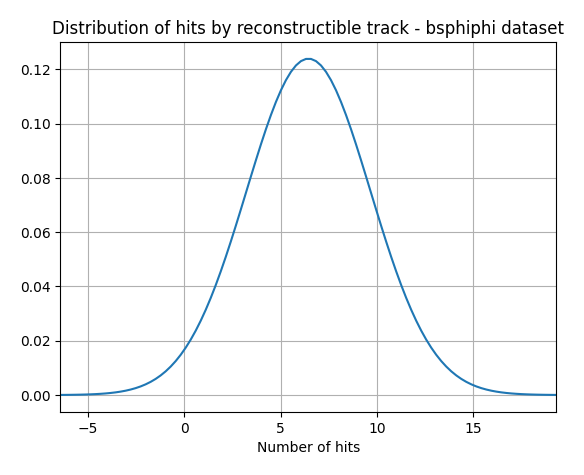 Distribution of hits by reconstructible track - bsphiphi dataset
0.12
0.10
0.08
0.06
0.04
0.02
0.00
−5 0 5 10 15
Number of hits